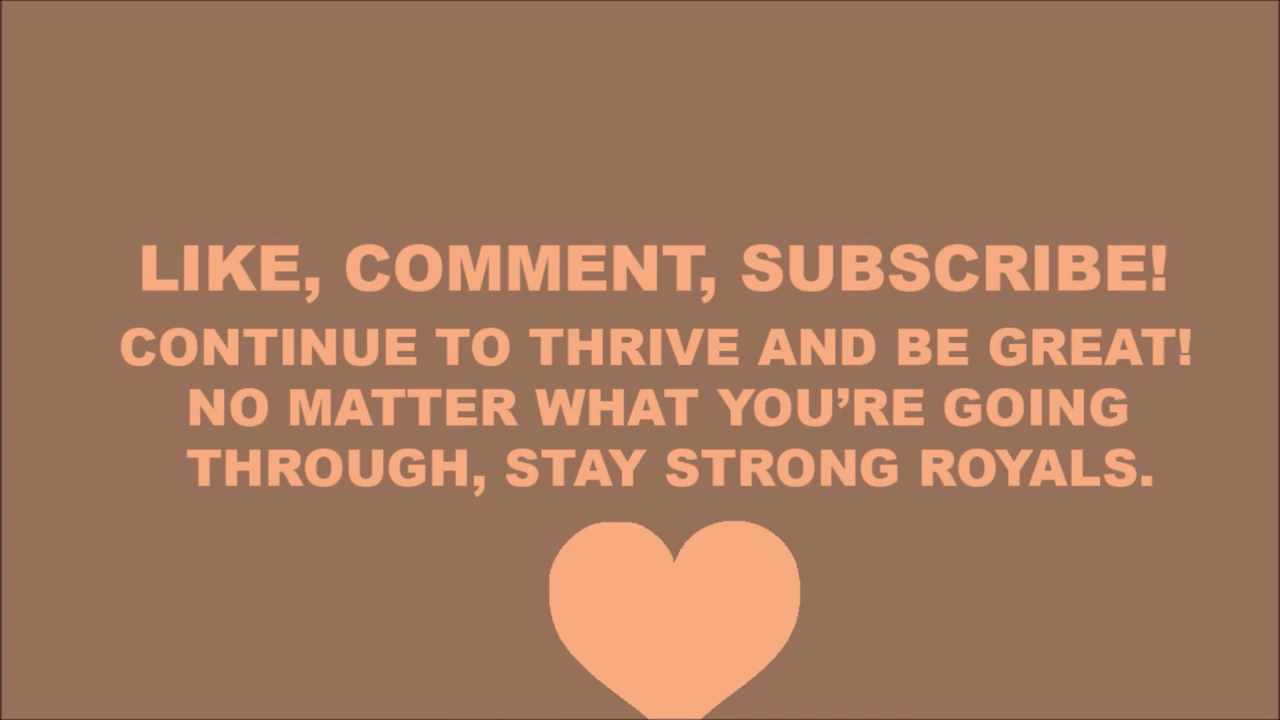 LIKE, COMMENT, SUBSCRIBE!
CONTINUE TO THRIVE AND BE GREAT!
NO MATTER WHAT YOU’RE GOING
THROUGH, STAY STRONG ROYALS.